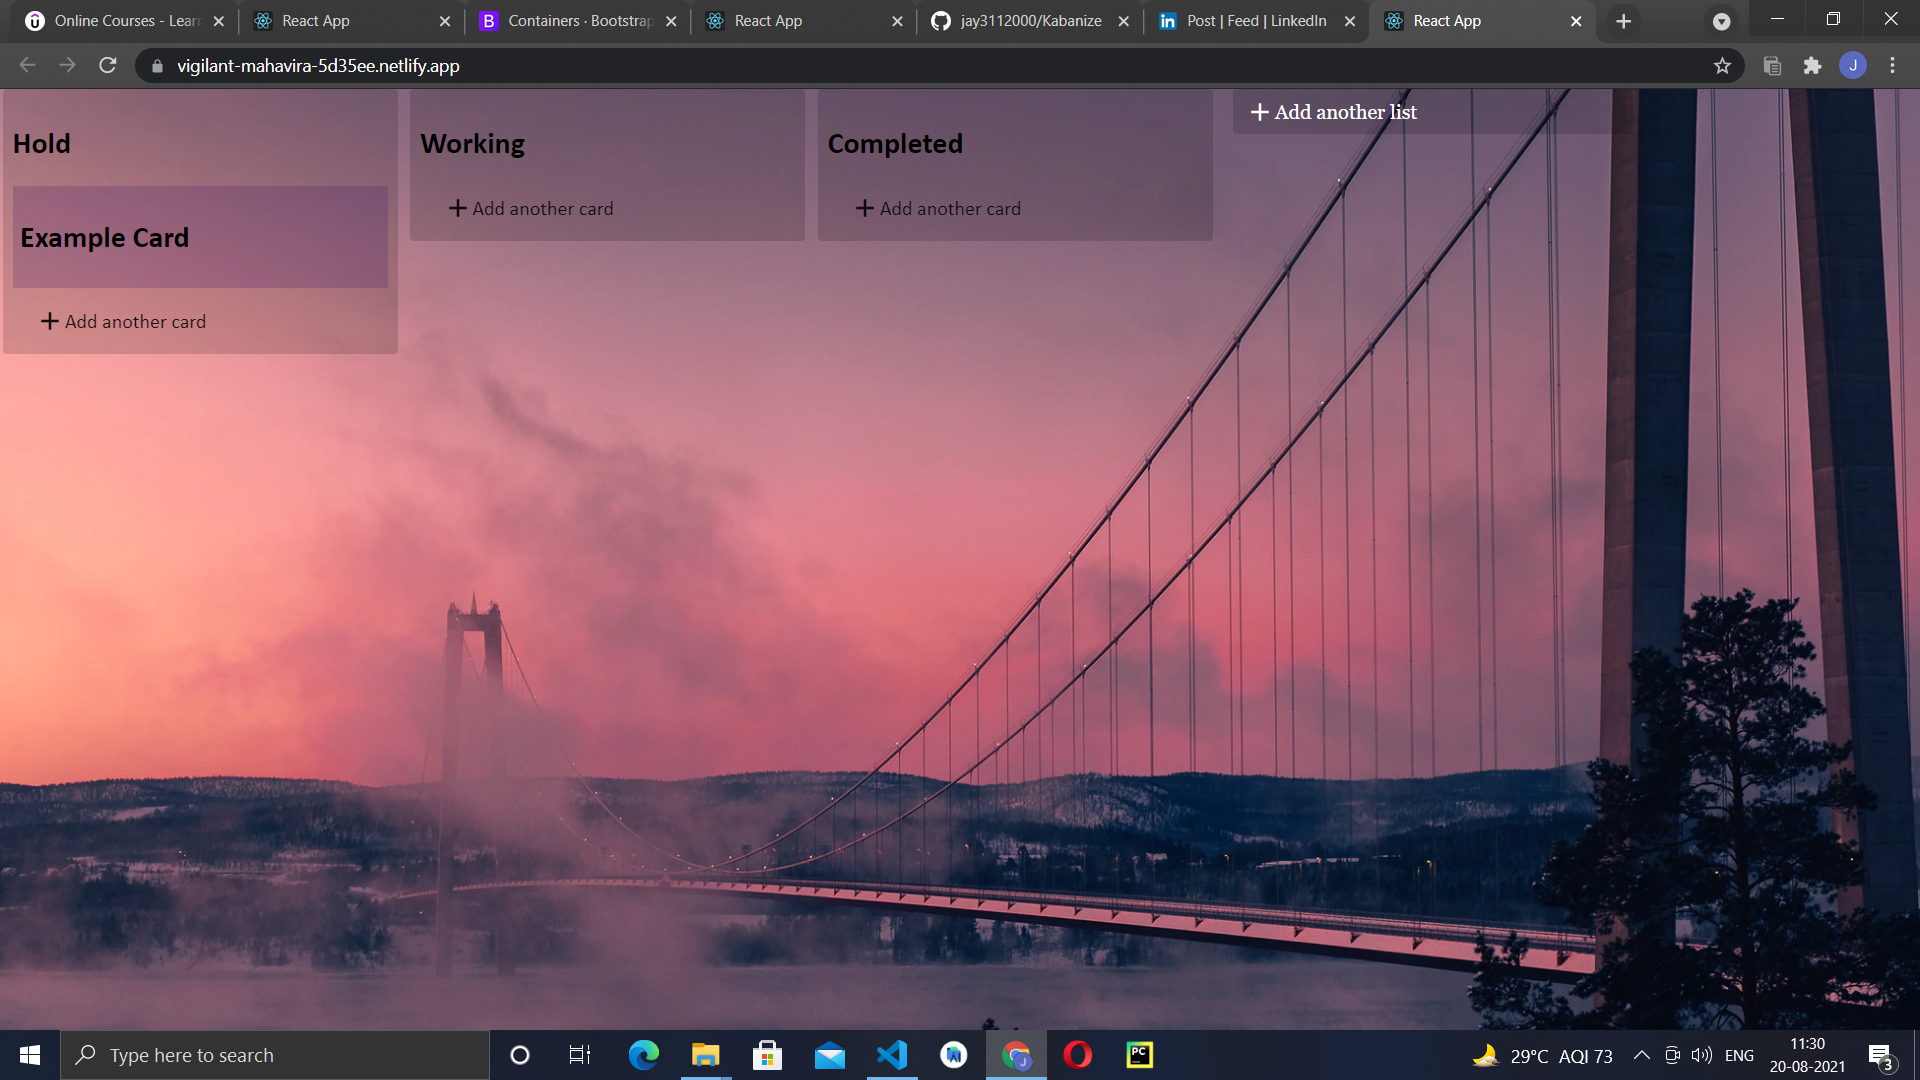 Online Courses - Lear
React App
Containers · Bootstrap
React App
jay3112000/Kabanize
Post | Feed | LinkedIn
React App
vigilant-mahavira-5d35ee.netlify.app
J
Hold
Working
Completed
Add another list
Add another card
Add another card
Example Card
Add another card
Type here to search
PC
29°C AQI 73
ENG
11:30
20-08-2021
3